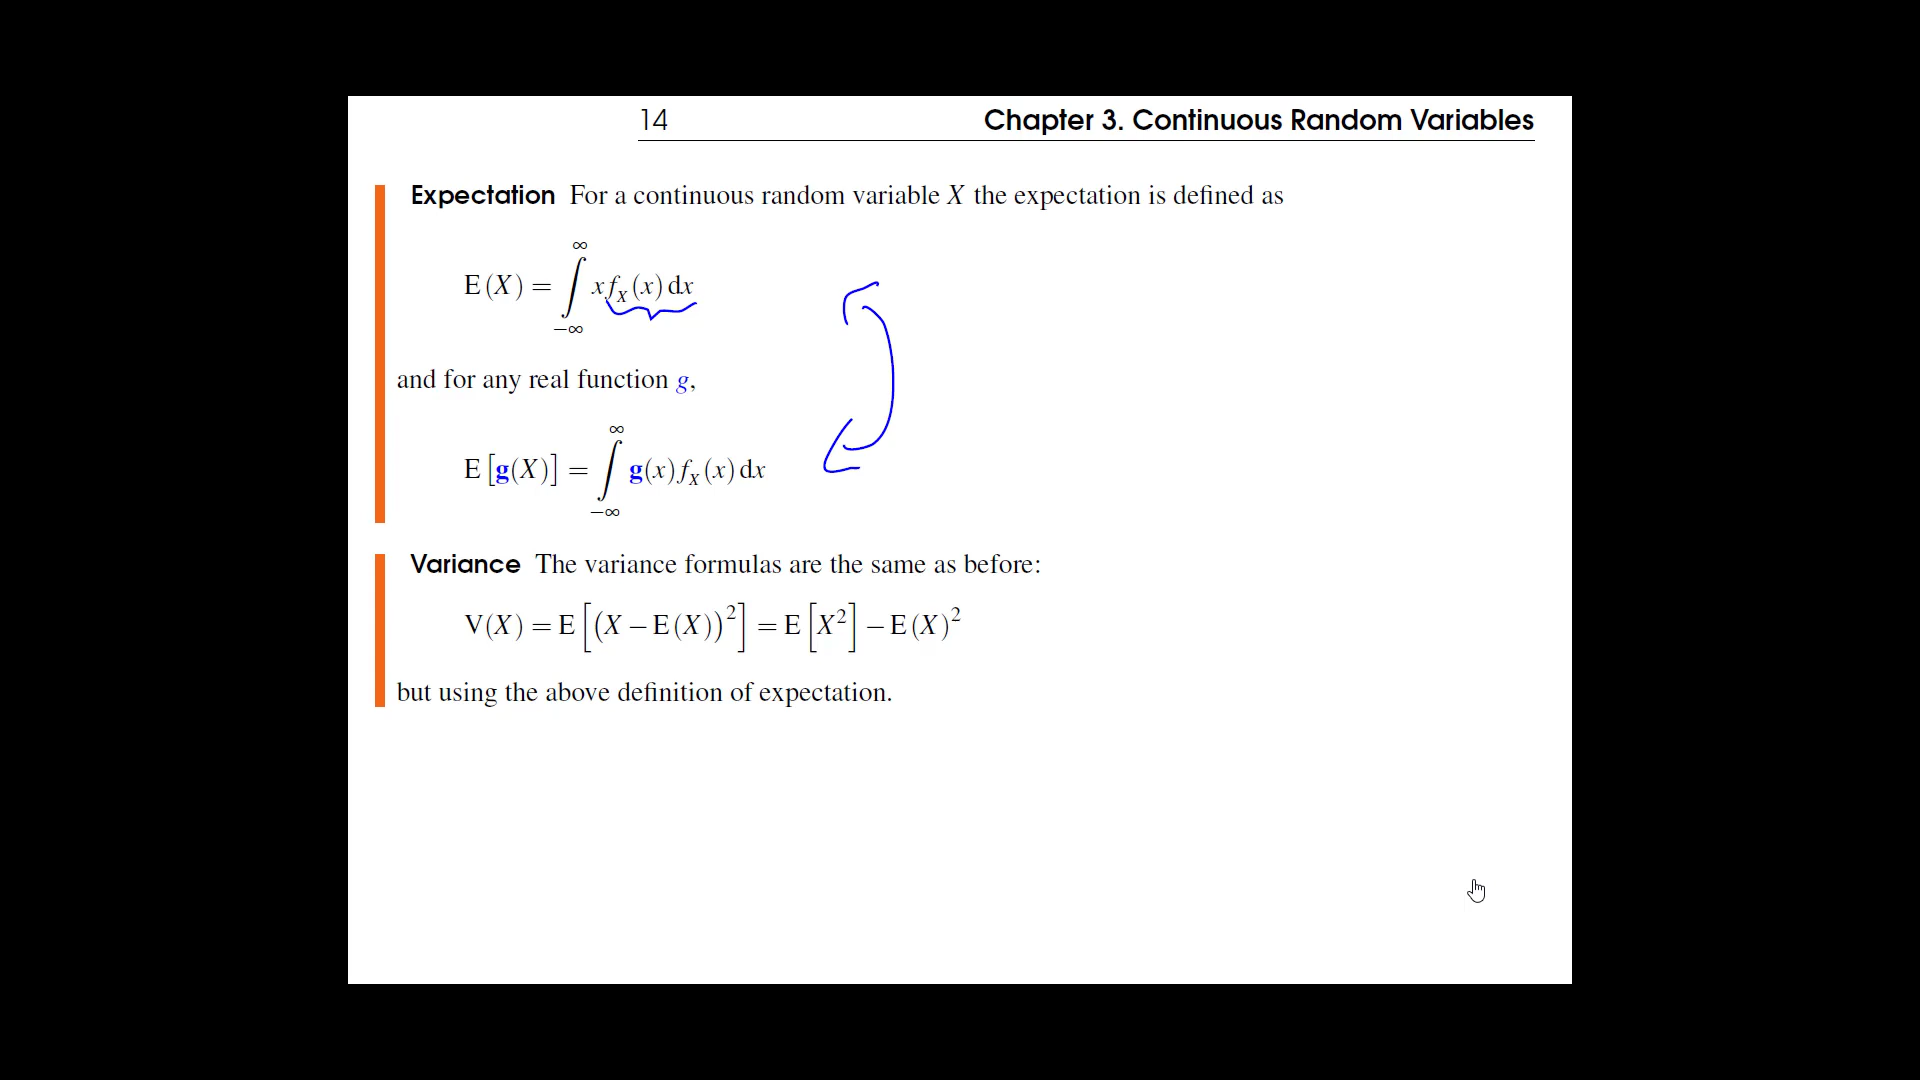 14 Chapter 3. Continuous Random Variables
Expectation For a continuous random variable X the expectation is defined as
E(X) = ∫_{−∞}^{∞} x f_X(x) dx
and for any real function g,
E[g(X)] = ∫_{−∞}^{∞} g(x) f_X(x) dx
Variance The variance formulas are the same as before:
V(X) = E[(X − E(X))²] = E[X²] − E(X)²
but using the above definition of expectation.